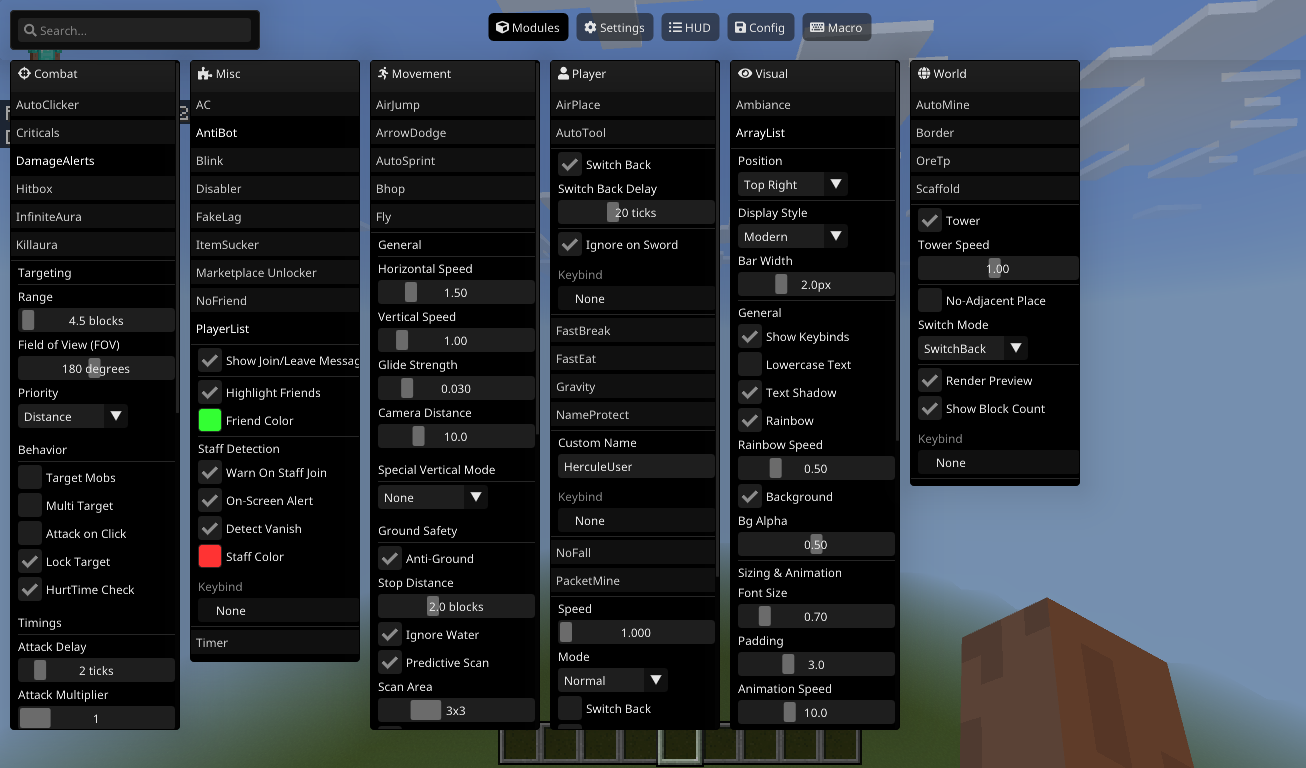 Search...
Modules
Settings
HUD
Config
Macro
Combat
AutoClicker
Criticals
DamageAlerts
Hitbox
InfiniteAura
Killaura
Targeting
Range
4.5 blocks
Field of View (FOV)
180 degrees
Priority
Distance
Behavior
Target Mobs
Multi Target
Attack on Click
Lock Target
HurtTime Check
Timings
Attack Delay
2 ticks
Attack Multiplier
1
Misc
AC
AntiBot
Blink
Disabler
FakeLag
ItemSucker
Marketplace Unlocker
NoFriend
PlayerList
Show Join/Leave Messag
Highlight Friends
Friend Color
Staff Detection
Warn On Staff Join
On-Screen Alert
Detect Vanish
Staff Color
Keybind
None
Timer
Movement
AirJump
ArrowDodge
AutoSprint
Bhop
Fly
General
Horizontal Speed
1.50
Vertical Speed
1.00
Glide Strength
0.030
Camera Distance
10.0
Special Vertical Mode
None
Ground Safety
Anti-Ground
Stop Distance
2.0 blocks
Ignore Water
Predictive Scan
Scan Area
3x3
Player
AirPlace
AutoTool
Switch Back
Switch Back Delay
20 ticks
Ignore on Sword
Keybind
None
FastBreak
FastEat
Gravity
NameProtect
Custom Name
HerculeUser
Keybind
None
NoFall
PacketMine
Speed
1.000
Mode
Normal
Switch Back
Visual
Ambiance
ArrayList
Position
Top Right
Display Style
Modern
Bar Width
2.0px
General
Show Keybinds
Lowercase Text
Text Shadow
Rainbow
Rainbow Speed
0.50
Background
Bg Alpha
0.50
Sizing & Animation
Font Size
0.70
Padding
3.0
Animation Speed
10.0
World
AutoMine
Border
OreTp
Scaffold
Tower
Tower Speed
1.00
No-Adjacent Place
Switch Mode
SwitchBack
Render Preview
Show Block Count
Keybind
None